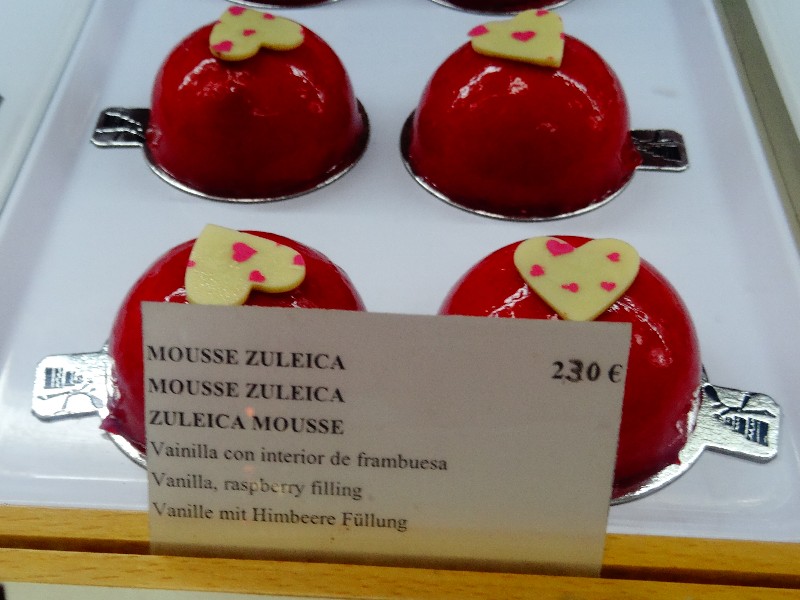 MOUSSE ZULEICA 2.30 €
MOUSSE ZULEICA
ZULEICA MOUSSE
Vainilla con interior de frambuesa
Vanilla, raspberry filling
Vanille mit Himbeere Füllung